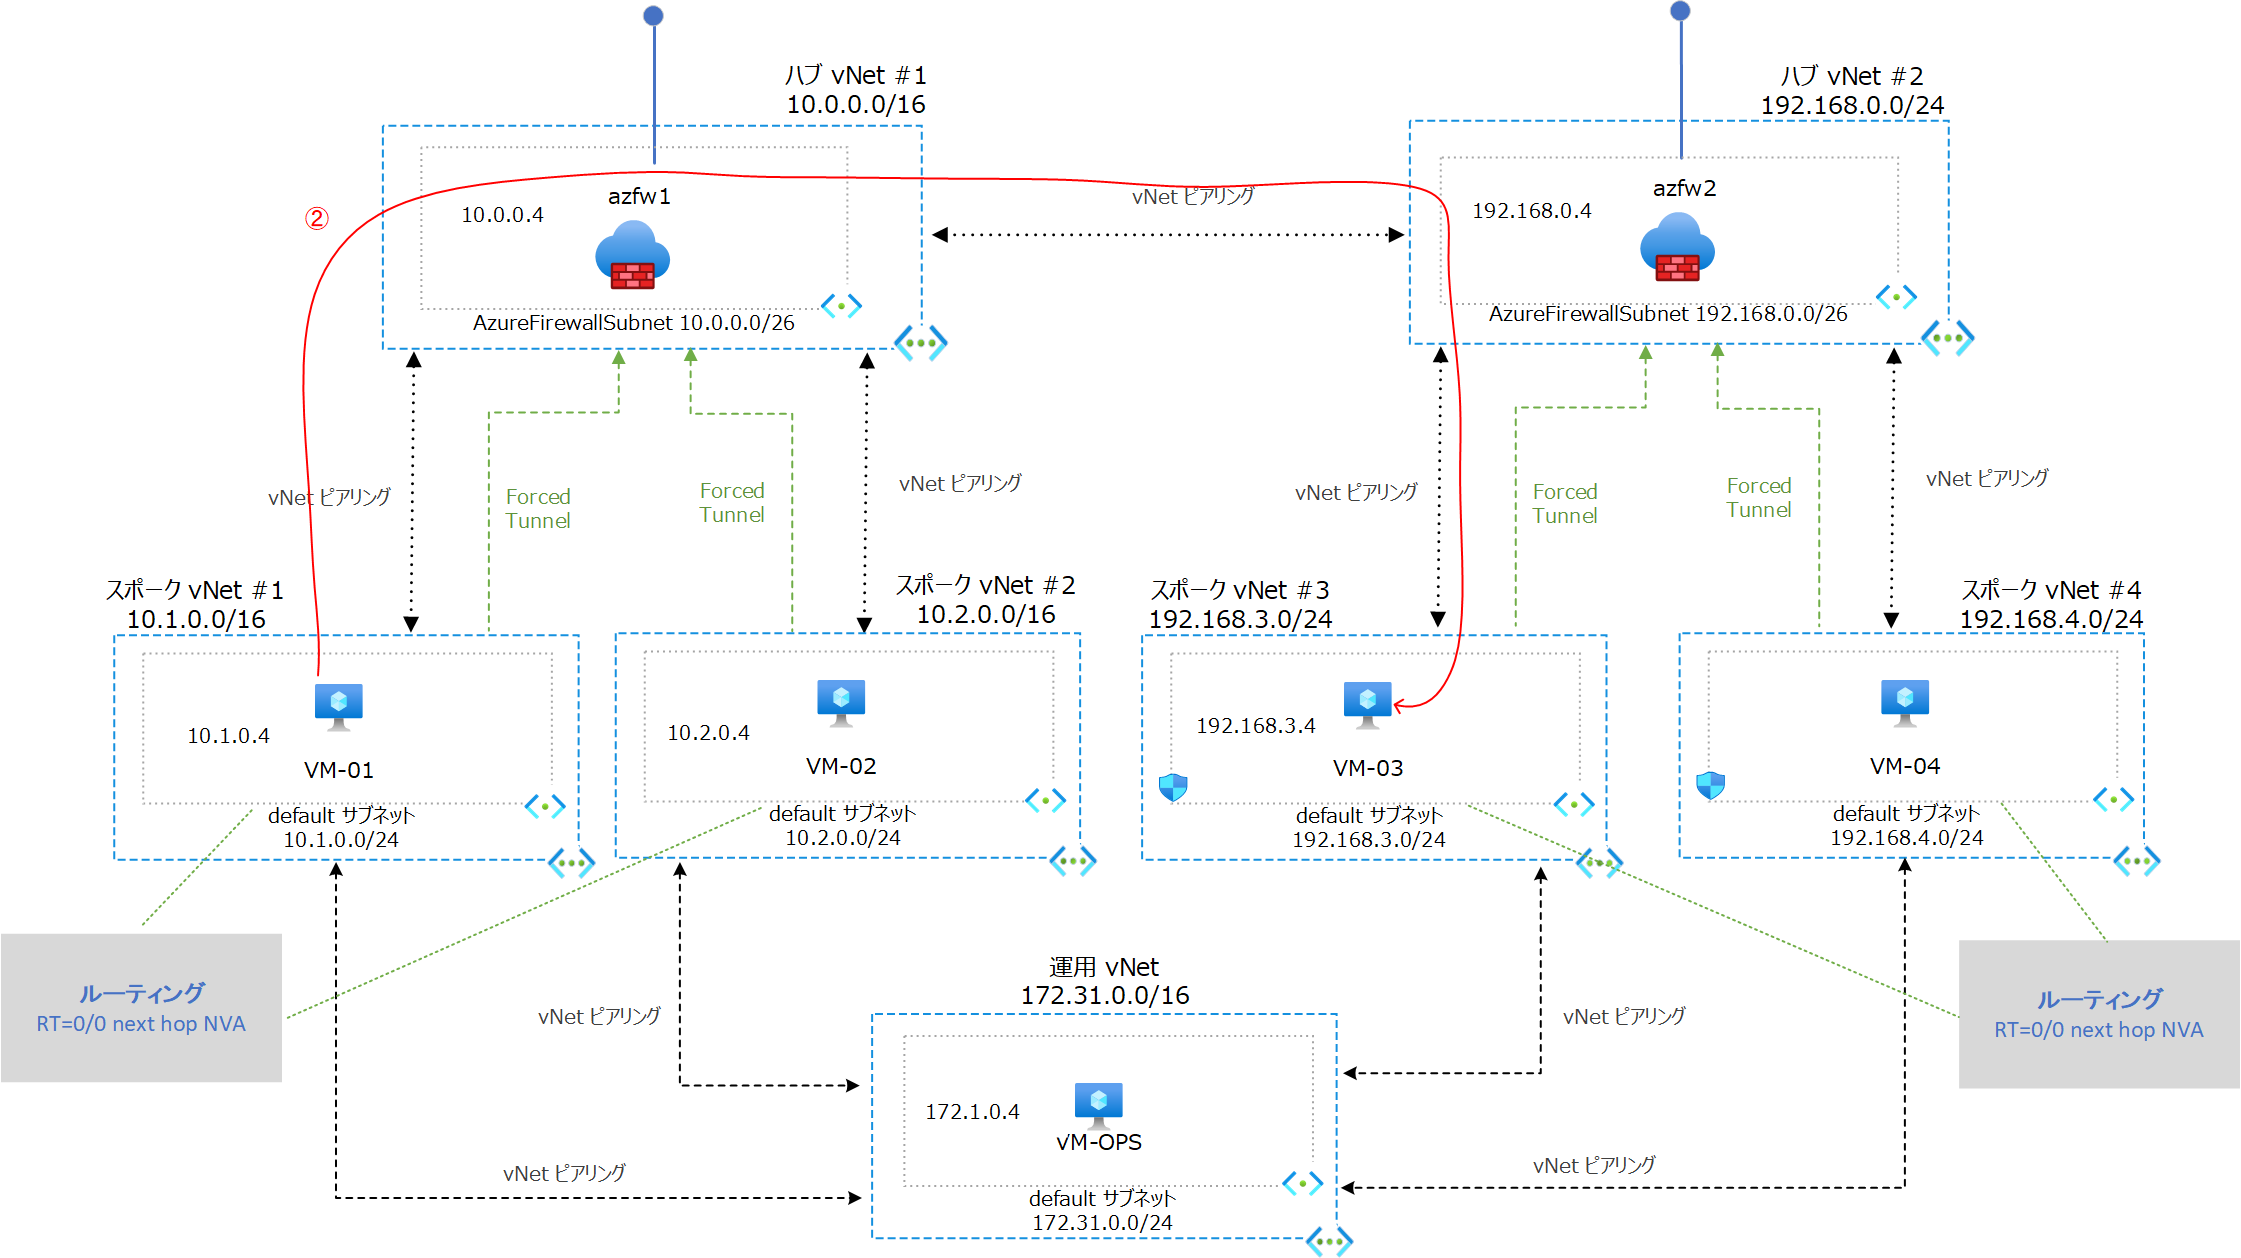 ハブ vNet #1
10.0.0.0/16
ハブ vNet #2
192.168.0.0/24
②
azfw1
10.0.0.4
AzureFirewallSubnet 10.0.0.0/26
vNet ピアリング
azfw2
192.168.0.4
AzureFirewallSubnet 192.168.0.0/26
vNet ピアリング
Forced
Tunnel
Forced
Tunnel
vNet ピアリング
vNet ピアリング
Forced
Tunnel
Forced
Tunnel
vNet ピアリング
スポーク vNet #1
10.1.0.0/16
スポーク vNet #2
10.2.0.0/16
スポーク vNet #3
192.168.3.0/24
スポーク vNet #4
192.168.4.0/24
10.1.0.4
VM-01
default サブネット
10.1.0.0/24
10.2.0.4
VM-02
default サブネット
10.2.0.0/24
192.168.3.4
VM-03
default サブネット
192.168.3.0/24
VM-04
default サブネット
192.168.4.0/24
ルーティング
RT=0/0 next hop NVA
ルーティング
RT=0/0 next hop NVA
vNet ピアリング
運用 vNet
172.31.0.0/16
vNet ピアリング
172.1.0.4
VM-OPS
default サブネット
172.31.0.0/24
vNet ピアリング
vNet ピアリング